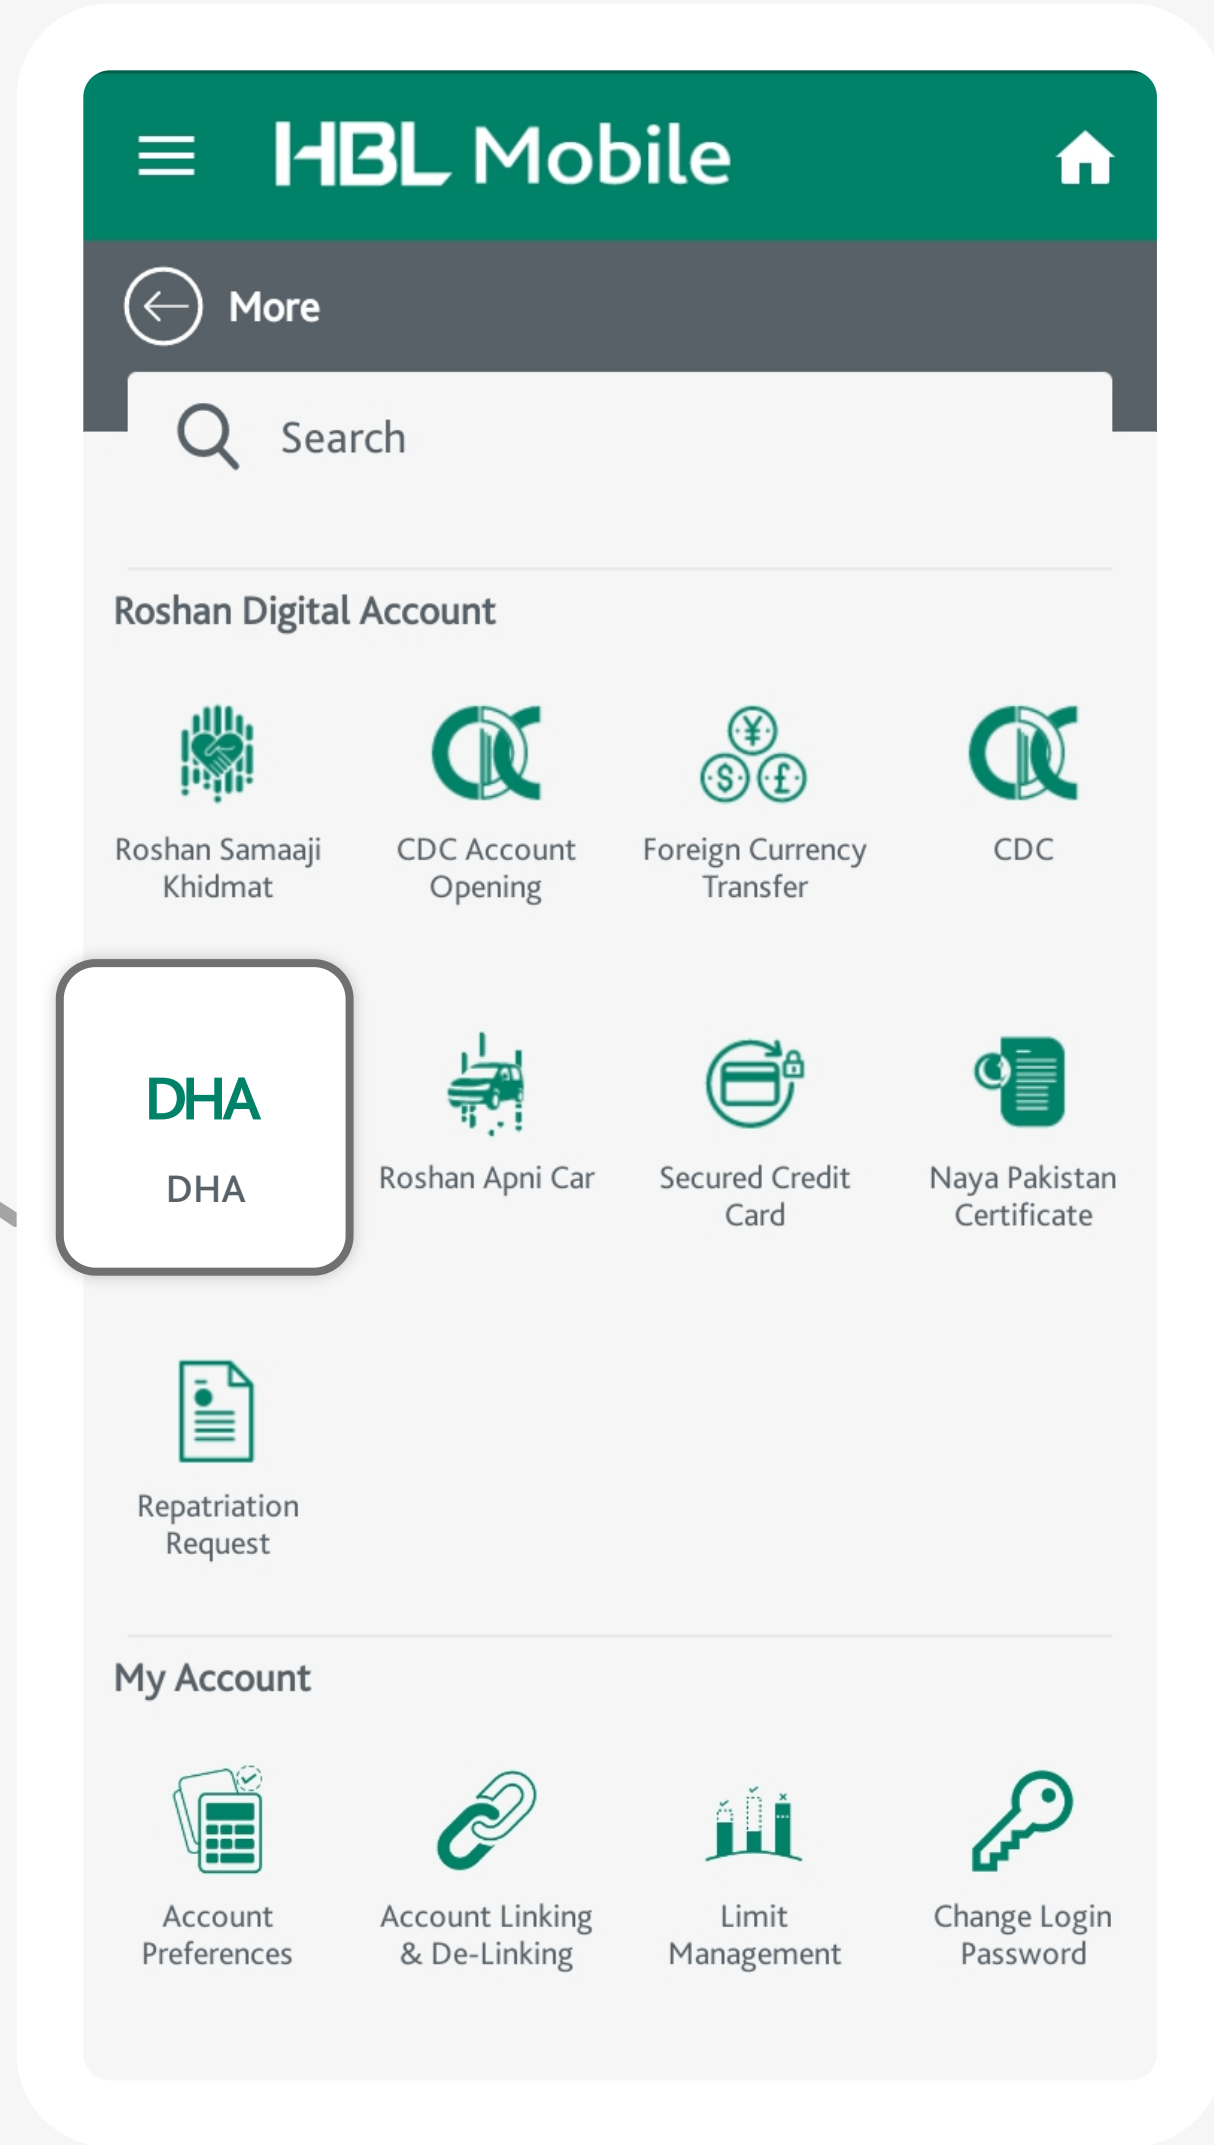 HBL Mobile
More
Search
Roshan Digital Account
Roshan Samaaji
Khidmat
CDC Account
Opening
Foreign Currency
Transfer
CDC
DHA
DHA
Roshan Apni Car
Secured Credit
Card
Naya Pakistan
Certificate
Repatriation
Request
My Account
Account
Preferences
Account Linking
& De-Linking
Limit
Management
Change Login
Password